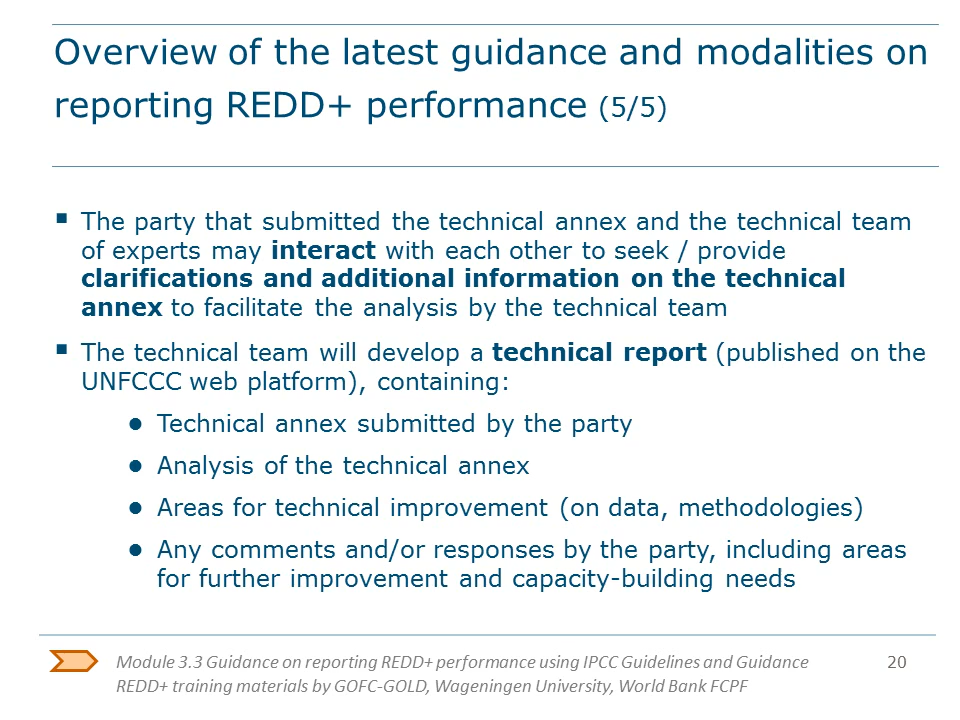 Overview of the latest guidance and modalities on
reporting REDD+ performance (5/5)
▪ The party that submitted the technical annex and the technical team
of experts may interact with each other to seek / provide
clarifications and additional information on the technical
annex to facilitate the analysis by the technical team
▪ The technical team will develop a technical report (published on the
UNFCCC web platform), containing:
● Technical annex submitted by the party
● Analysis of the technical annex
● Areas for technical improvement (on data, methodologies)
● Any comments and/or responses by the party, including areas
for further improvement and capacity-building needs
Module 3.3 Guidance on reporting REDD+ performance using IPCC Guidelines and Guidance
REDD+ training materials by GOFC-GOLD, Wageningen University, World Bank FCPF
20